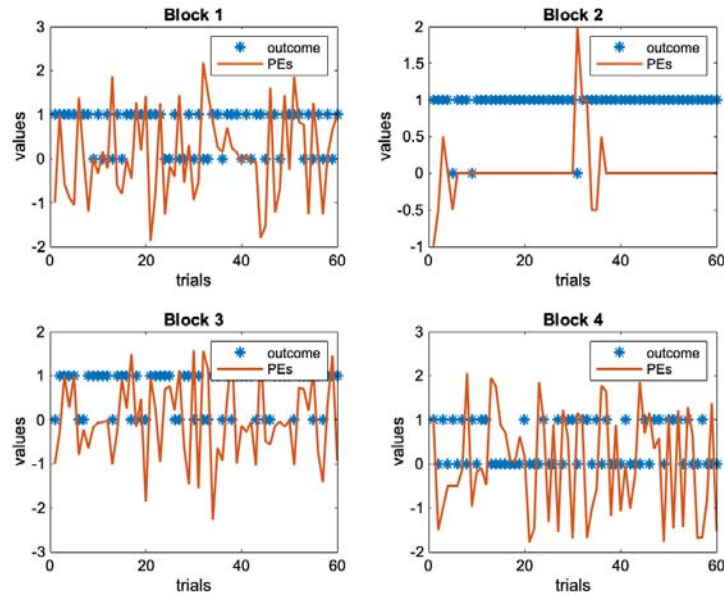 Block 1
3
2
1
0
-1
-2
values
0
20
40
60
trials
outcome
PEs
Block 2
2
1.5
1
0.5
0
-0.5
-1
values
0
20
40
60
trials
outcome
PEs
Block 3
2
1
0
-1
-2
-3
values
0
20
40
60
trials
outcome
PEs
Block 4
3
2
1
0
-1
-2
values
0
20
40
60
trials
outcome
PEs